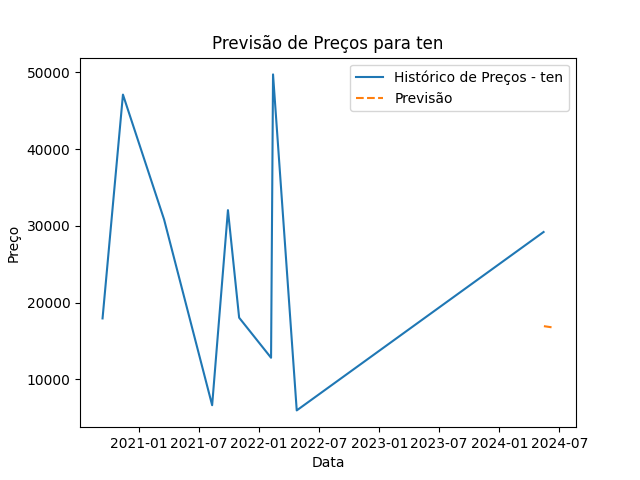 Previsão de Preços para ten
Histórico de Preços - ten
Previsão
50000
40000
30000
20000
10000
Preço
2021-01 2021-07 2022-01 2022-07 2023-01 2023-07 2024-01 2024-07
Data